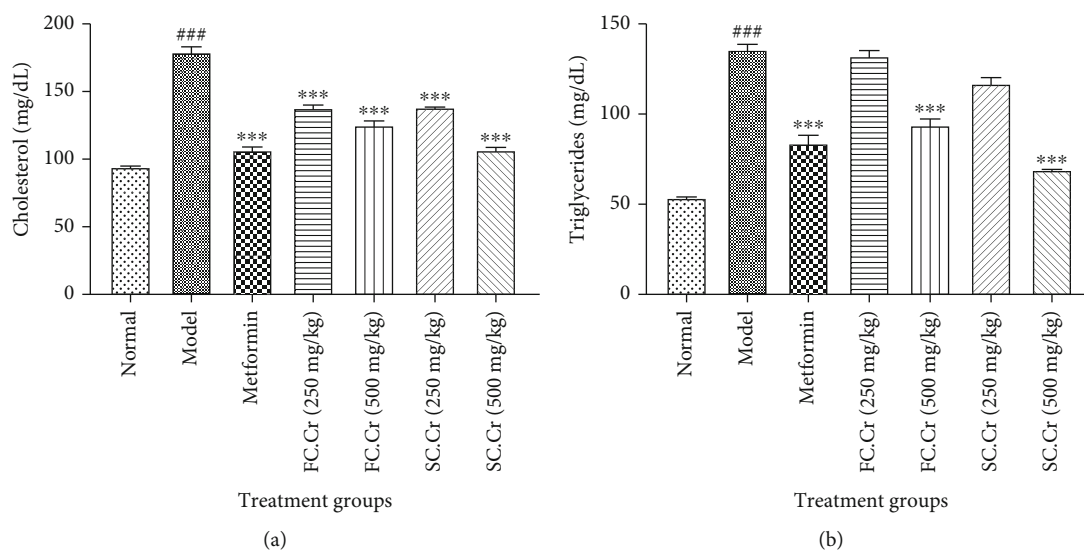 200
150
100
50
0
Cholesterol (mg/dL)
###
***
***
***
***
***
Normal
Model
Metformin
FC.Cr (250 mg/kg)
FC.Cr (500 mg/kg)
SC.Cr (250 mg/kg)
SC.Cr (500 mg/kg)
Treatment groups
(a)
150
100
50
0
Triglycerides (mg/dL)
###
***
***
***
Normal
Model
Metformin
FC.Cr (250 mg/kg)
FC.Cr (500 mg/kg)
SC.Cr (250 mg/kg)
SC.Cr (500 mg/kg)
Treatment groups
(b)